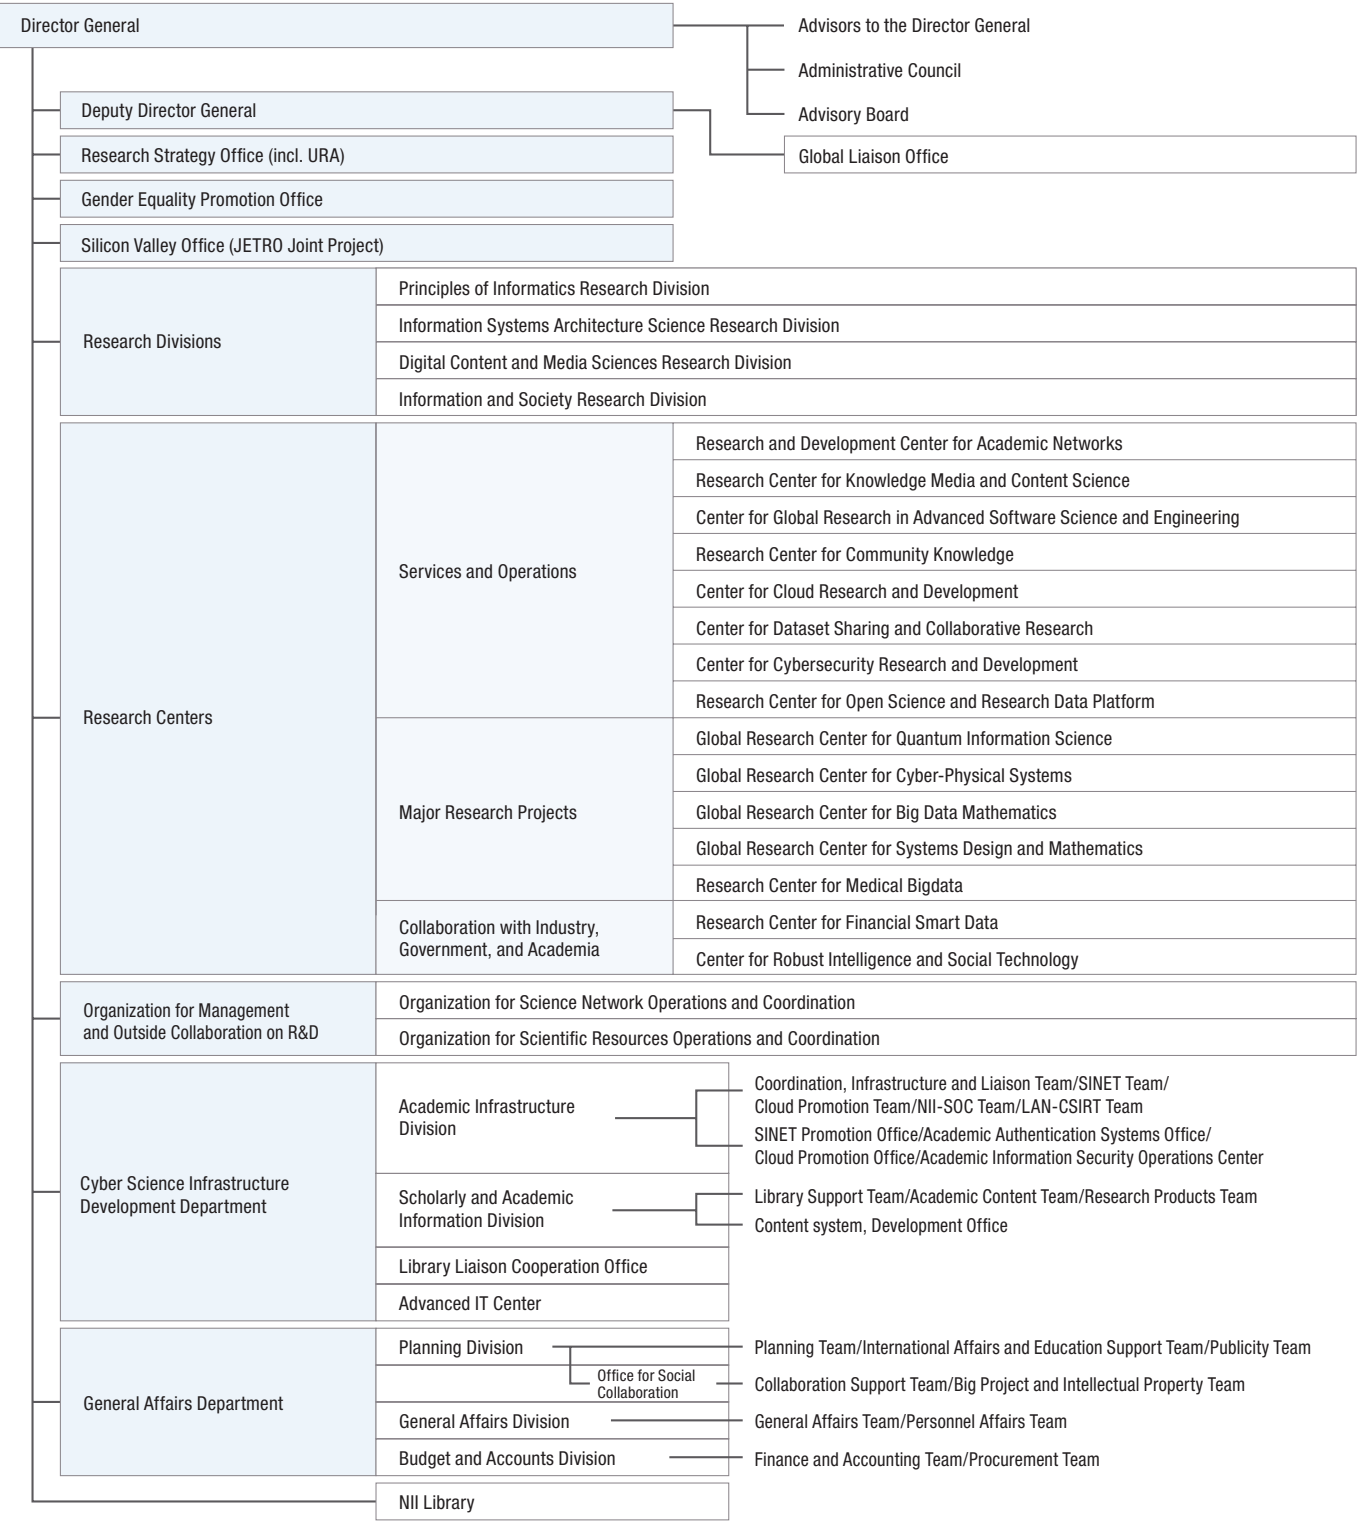 Director General
Advisors to the Director General
Administrative Council
Deputy Director General
Advisory Board
Research Strategy Office (incl. URA)
Global Liaison Office
Gender Equality Promotion Office
Silicon Valley Office (JETRO Joint Project)
Research Divisions
Principles of Informatics Research Division
Information Systems Architecture Science Research Division
Digital Content and Media Sciences Research Division
Information and Society Research Division
Research Centers
Services and Operations
Research and Development Center for Academic Networks
Research Center for Knowledge Media and Content Science
Center for Global Research in Advanced Software Science and Engineering
Research Center for Community Knowledge
Center for Cloud Research and Development
Center for Dataset Sharing and Collaborative Research
Center for Cybersecurity Research and Development
Research Center for Open Science and Research Data Platform
Major Research Projects
Global Research Center for Quantum Information Science
Global Research Center for Cyber-Physical Systems
Global Research Center for Big Data Mathematics
Global Research Center for Systems Design and Mathematics
Research Center for Medical Bigdata
Collaboration with Industry,
Government, and Academia
Research Center for Financial Smart Data
Center for Robust Intelligence and Social Technology
Organization for Management
and Outside Collaboration on R&D
Organization for Science Network Operations and Coordination
Organization for Scientific Resources Operations and Coordination
Cyber Science Infrastructure
Development Department
Academic Infrastructure
Division
Coordination, Infrastructure and Liaison Team/SINET Team/
Cloud Promotion Team/NII-SOC Team/LAN-CSIRT Team
SINET Promotion Office/Academic Authentication Systems Office/
Cloud Promotion Office/Academic Information Security Operations Center
Scholarly and Academic
Information Division
Library Support Team/Academic Content Team/Research Products Team
Content system, Development Office
Library Liaison Cooperation Office
Advanced IT Center
General Affairs Department
Planning Division
Planning Team/International Affairs and Education Support Team/Publicity Team
Office for Social
Collaboration
Collaboration Support Team/Big Project and Intellectual Property Team
General Affairs Division
General Affairs Team/Personnel Affairs Team
Budget and Accounts Division
Finance and Accounting Team/Procurement Team
NII Library